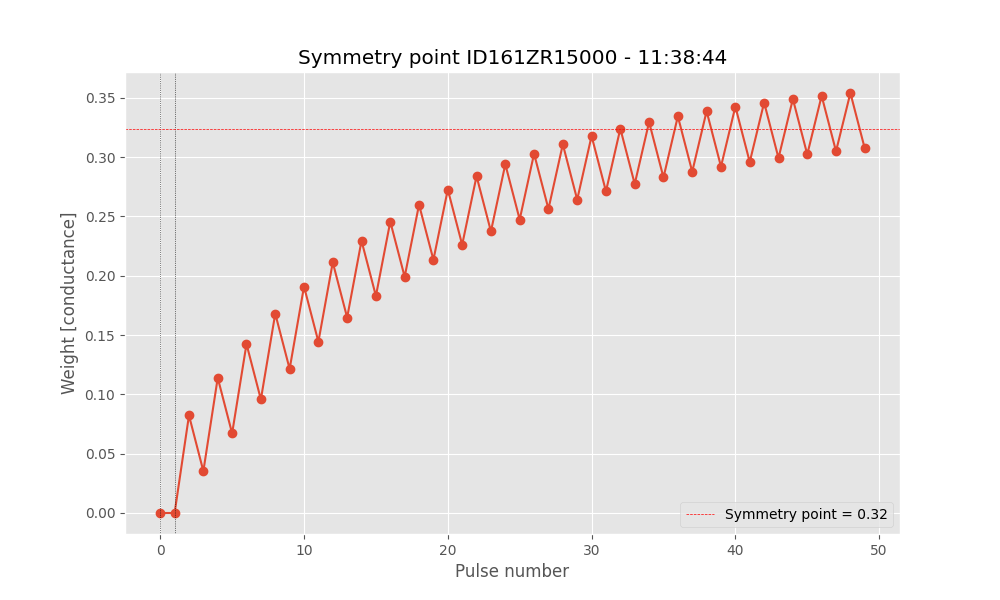 Symmetry point ID161ZR15000 - 11:38:44
Weight [conductance]
0.35
0.30
0.25
0.20
0.15
0.10
0.05
0.00
Symmetry point = 0.32
0 10 20 30 40 50
Pulse number